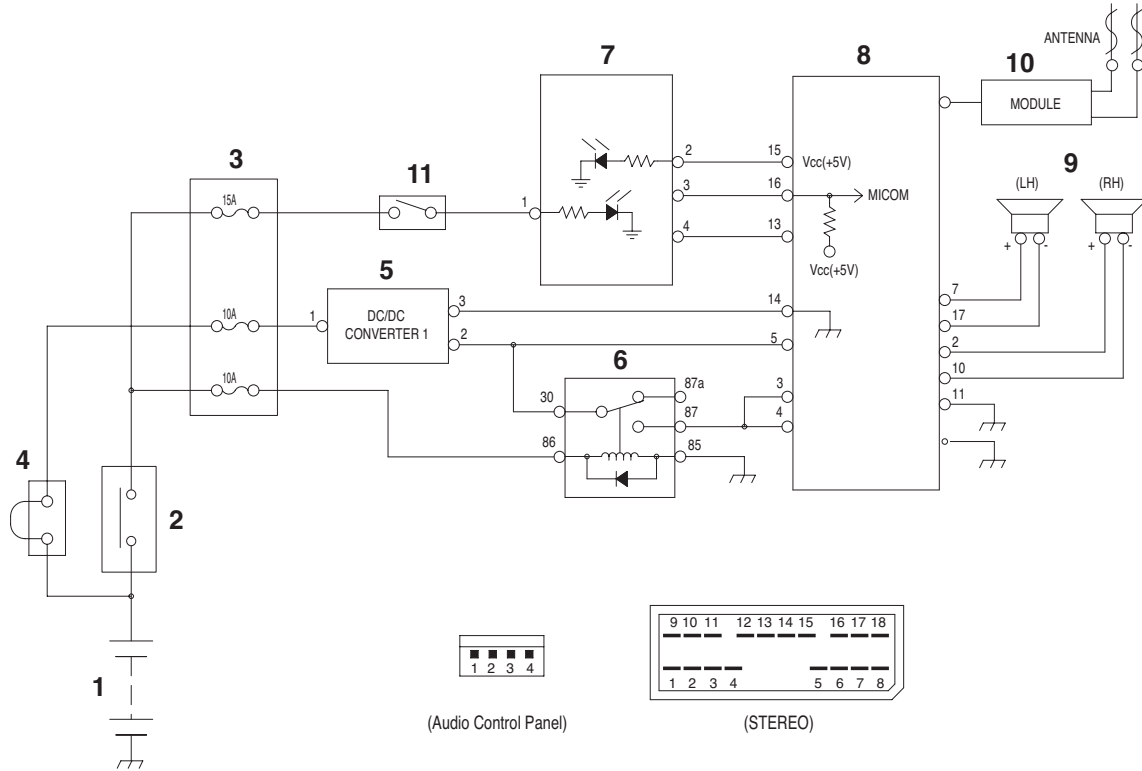 ANTENNA
7
8
10
MODULE
3
11
9
15A
2
15
Vcc(+5V)
(LH)
(RH)
3
16
MICOM
1
4
13
Vcc(+5V)
+
-
+
-
5
7
10A
1
DC/DC
CONVERTER 1
3
14
17
2
5
2
6
10
10A
87a
3
30
87
4
11
86
85
4
2
9 10 11 12 13 14 15 16 17 18
1 2 3 4
1 2 3 4 5 6 7 8
1
(Audio Control Panel)
(STEREO)